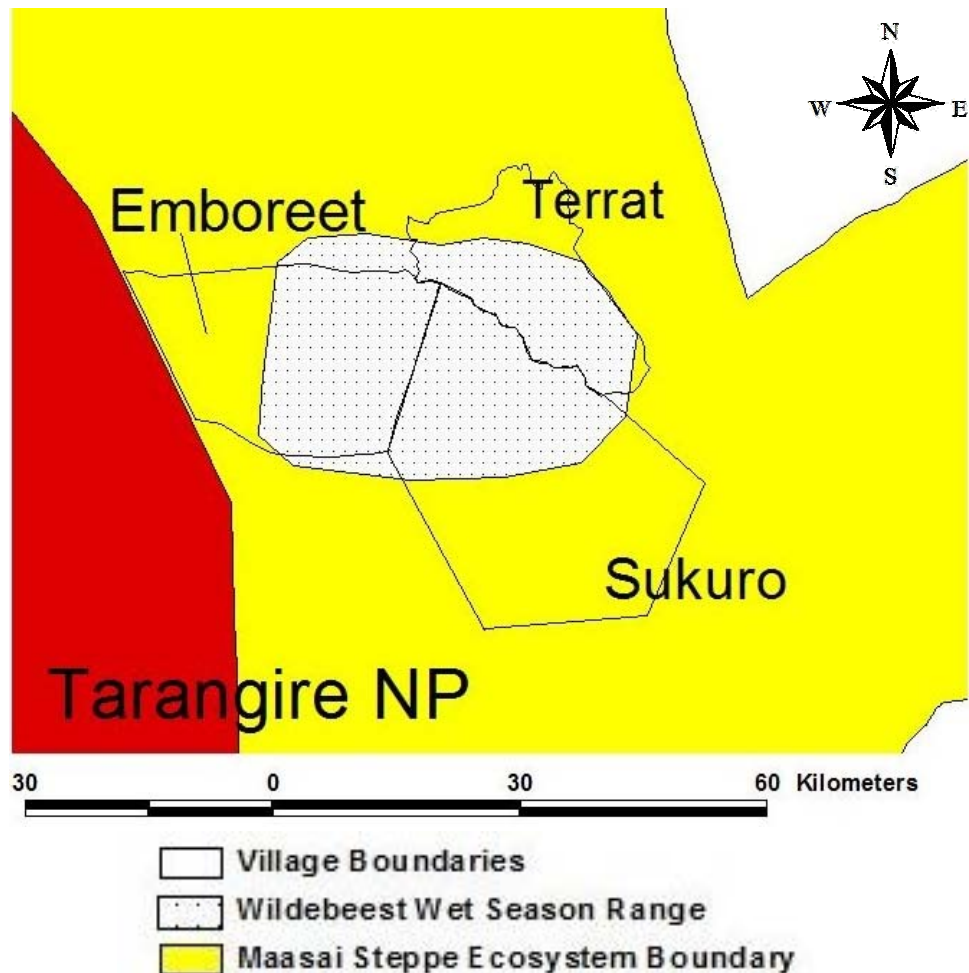 N
W E
S
Terrat
Emboreet
Sukuro
Tarangire NP
30 0 30 60 Kilometers
Village Boundaries
Wildebeest Wet Season Range
Maasai Steppe Ecosystem Boundary